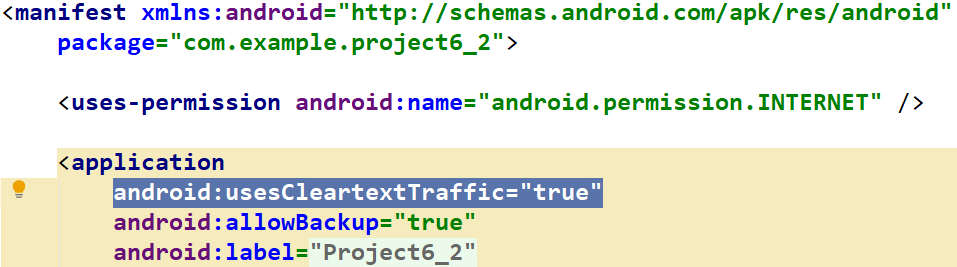 <manifest xmlns:android="http://schemas.android.com/apk/res/android"
package="com.example.project6_2">
<uses-permission android:name="android.permission.INTERNET" />
<application
android:usesCleartextTraffic="true"
android:allowBackup="true"
android:label="Project6_2"